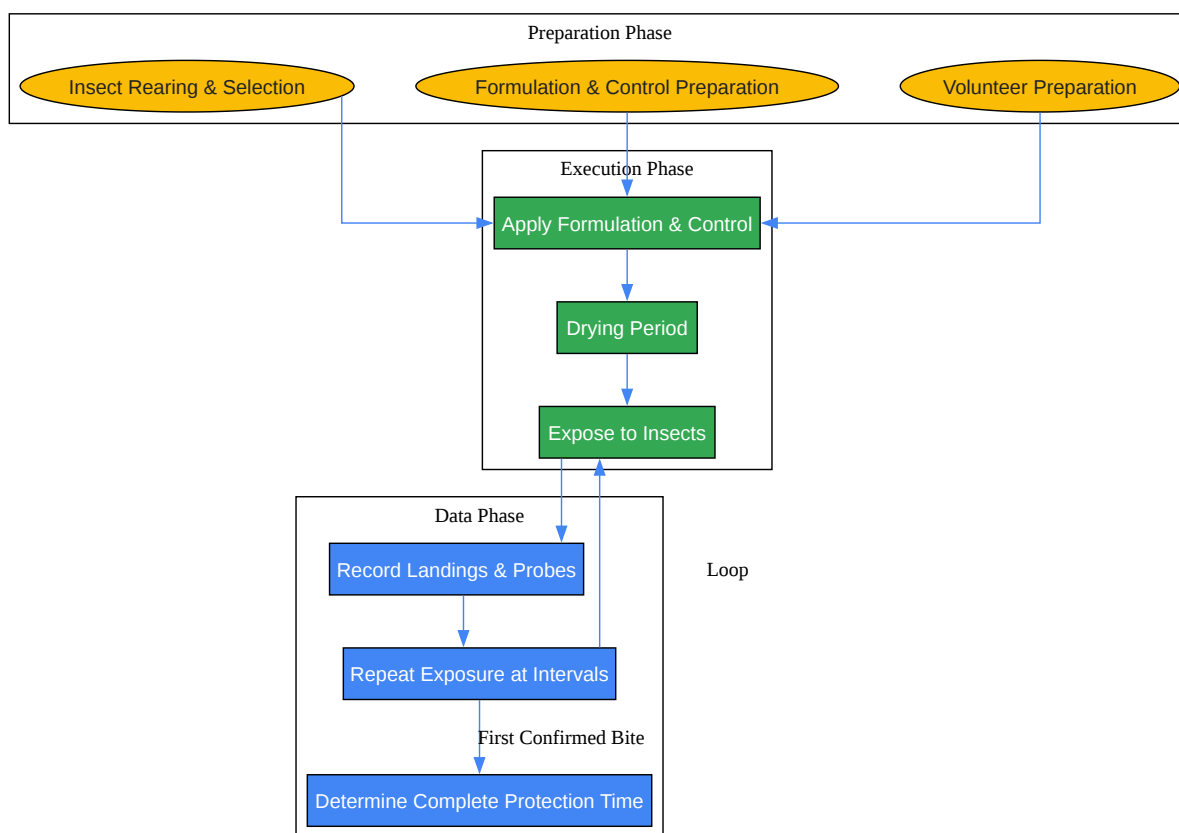 Preparation Phase
Insect Rearing & Selection
Formulation & Control Preparation
Volunteer Preparation
Execution Phase
Apply Formulation & Control
Drying Period
Expose to Insects
Data Phase
Record Landings & Probes
Loop
Repeat Exposure at Intervals
First Confirmed Bite
Determine Complete Protection Time